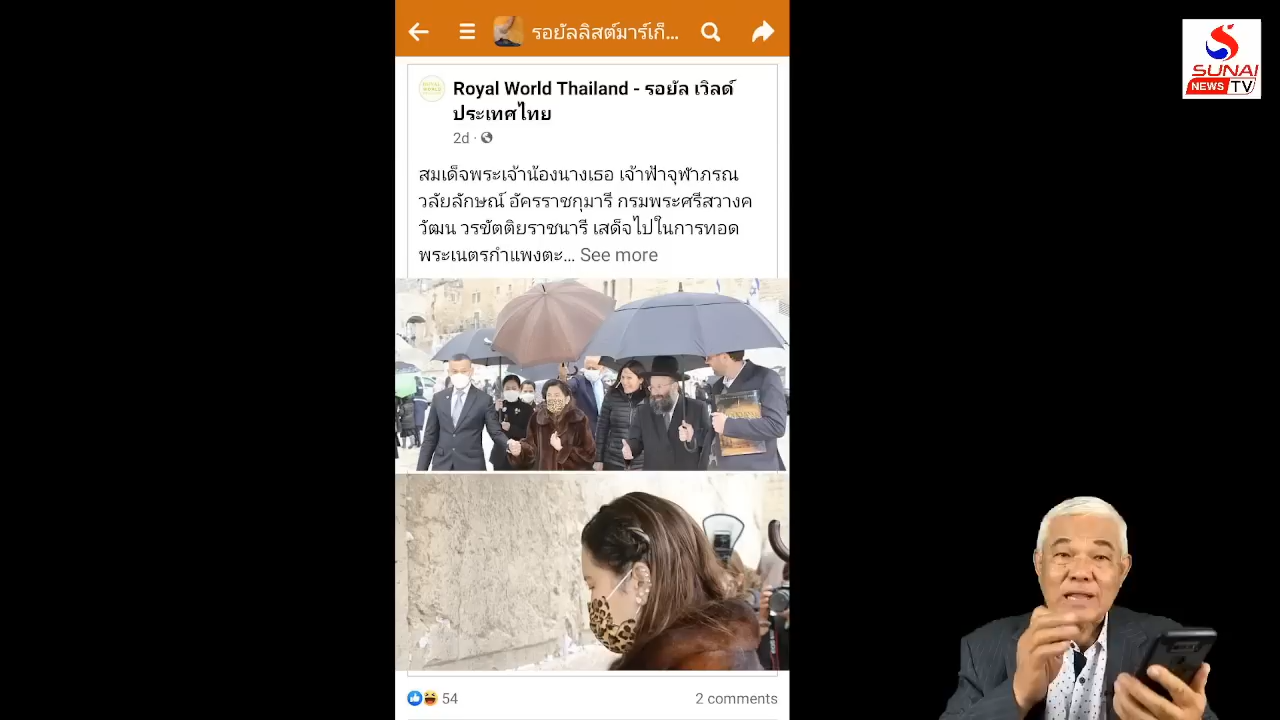 รอยัลลิสต์มาร์เก็...
SUNAI
NEWS TV
Royal World Thailand - รอยัล เวิลด์
ประเทศไทย
2d ·
สมเด็จพระเจ้าน้องนางเธอ เจ้าฟ้าจุฬาภรณ
วลัยลักษณ์ อัครราชกุมารี กรมพระศรีสวางค
วัฒน วรขัตติยราชนารี เสด็จไปในการทอด
พระเนตรกำแพงตะ... See more
54
2 comments